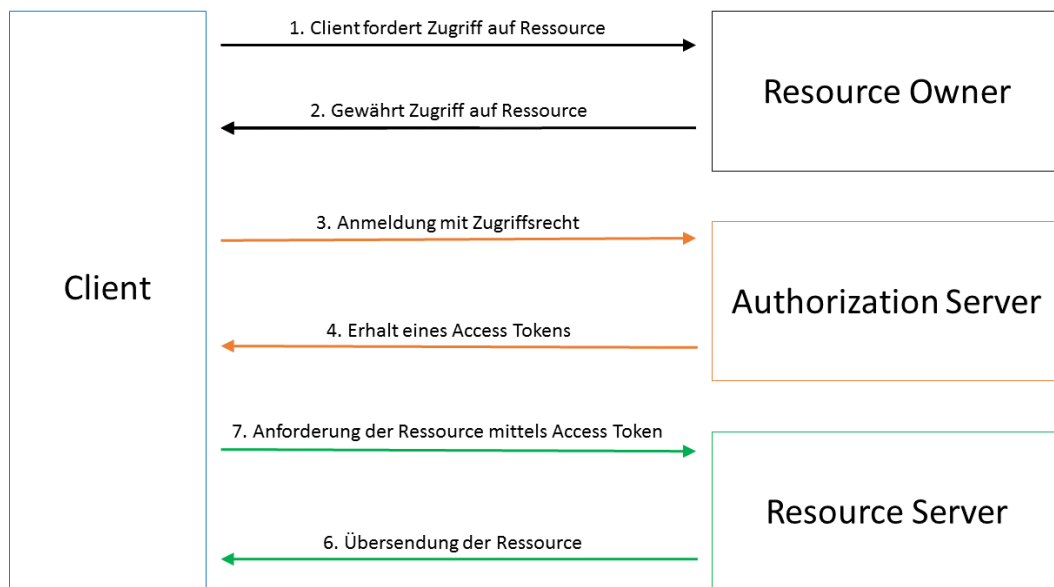 1. Client fordert Zugriff auf Ressource
Resource Owner
2. Gewährt Zugriff auf Ressource
3. Anmeldung mit Zugriffsrecht
Client
Authorization Server
4. Erhalt eines Access Tokens
7. Anforderung der Ressource mittels Access Token
Resource Server
6. Übersendung der Ressource